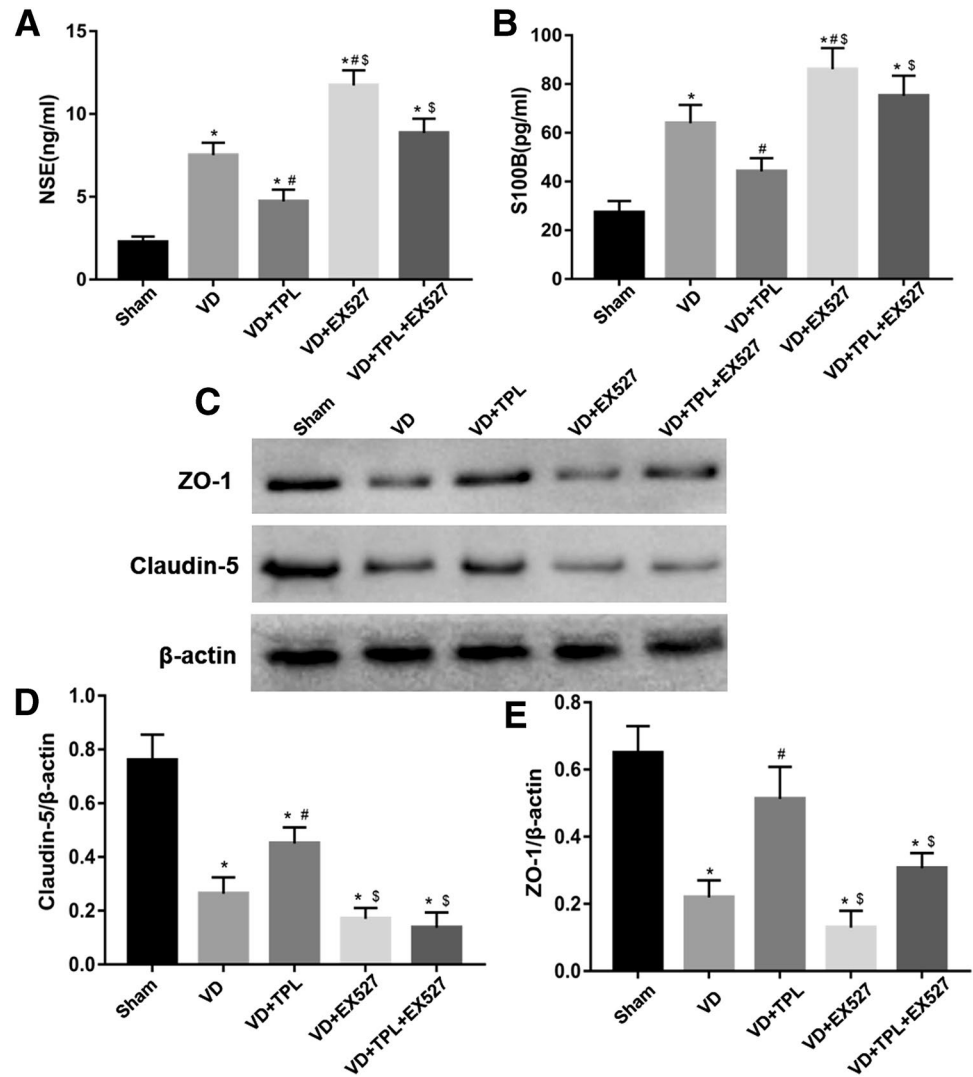 A
NSE(ng/ml)
15
10
5
0
*
* #
*#$
* $
Sham
VD
VD+TPL
VD+EX527
VD+TPL+EX527
B
S100B(pg/ml)
100
80
60
40
20
0
*
#
*#$
* $
Sham
VD
VD+TPL
VD+EX527
VD+TPL+EX527
C
Sham
VD
VD+TPL
VD+EX527
VD+TPL+EX527
ZO-1
Claudin-5
β-actin
D
Claudin-5/β-actin
1.0
0.8
0.6
0.4
0.2
0.0
*
* #
* $
* $
Sham
VD
VD+TPL
VD+EX527
VD+TPL+EX527
E
ZO-1/β-actin
0.8
0.6
0.4
0.2
0.0
*
#
* $
* $
Sham
VD
VD+TPL
VD+EX527
VD+TPL+EX527